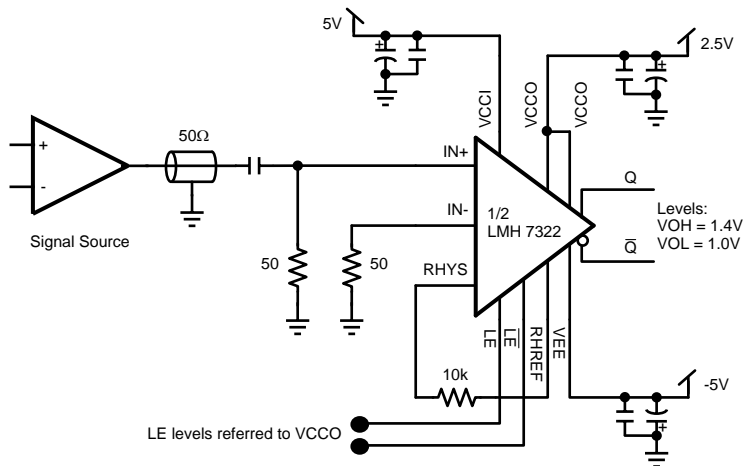 5V
2.5V
VCCI
VCCO
VCCO
50Ω
+
-
Signal Source
IN+
IN-
1/2
LMH 7322
Q
Levels:
VOH = 1.4V
VOL = 1.0V
Q̅
50
50
RHYS
LE
L̅E̅
RHREF
VEE
10k
-5V
LE levels referred to VCCO
+
+
+